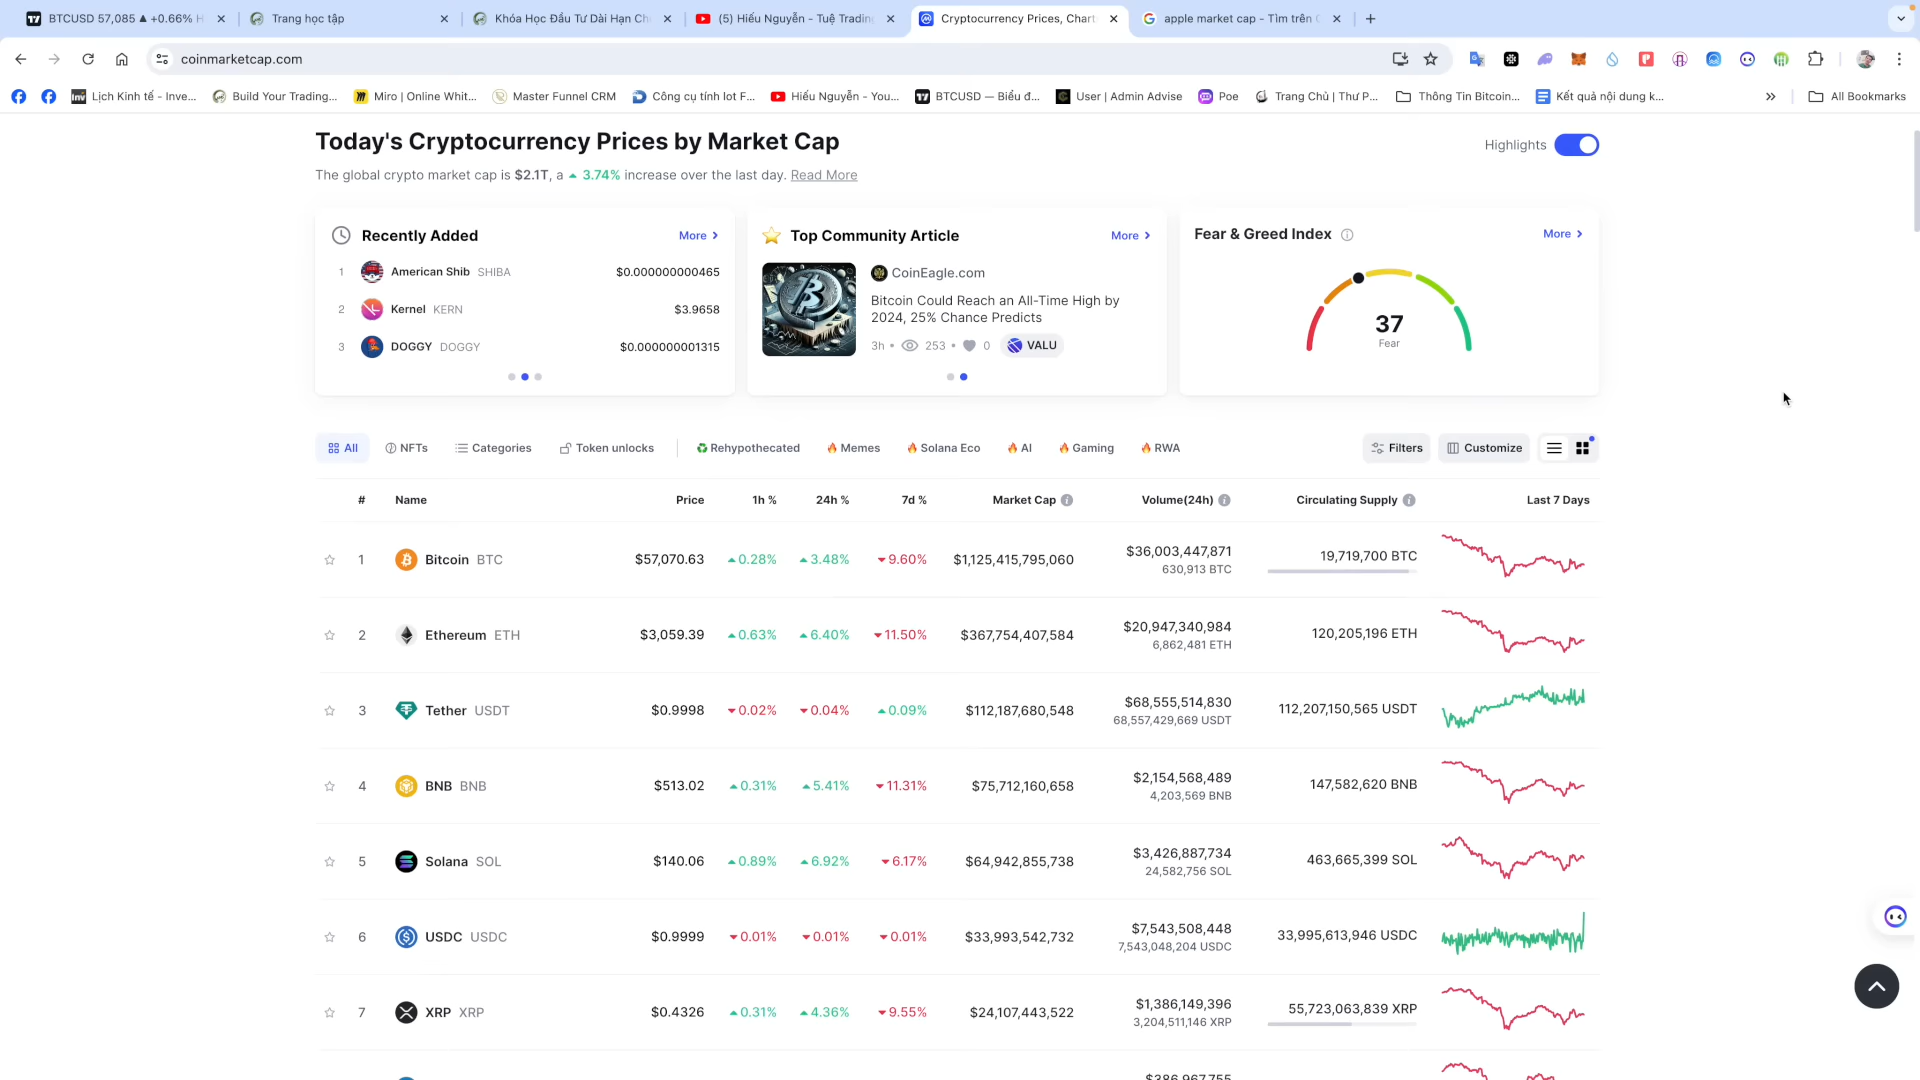 BTCUSD 57,085 ▲ +0.66% H
Trang học tập
Khóa Học Đầu Tư Dài Hạn Ch
(5) Hiếu Nguyễn - Tuệ Trading
Cryptocurrency Prices, Chart
apple market cap - Tìm trên G
coinmarketcap.com
Lịch Kinh tế - Inve...
Build Your Trading...
Miro | Online Whit...
Master Funnel CRM
Công cụ tính lot F...
Hiếu Nguyễn - You...
BTCUSD — Biểu đ...
User | Admin Advise
Poe
Trang Chủ | Thư P...
Thông Tin Bitcoin...
Kết quả nội dung k...
All Bookmarks
Today's Cryptocurrency Prices by Market Cap
Highlights
The global crypto market cap is $2.1T, a ▲ 3.74% increase over the last day. Read More
Recently Added
More >
1 American Shib SHIBA $0.000000000465
2 Kernel KERN $3.9658
3 DOGGY DOGGY $0.000000001315
Top Community Article
More >
CoinEagle.com
Bitcoin Could Reach an All-Time High by
2024, 25% Chance Predicts
3h • 253 • 0 VALU
Fear & Greed Index
More >
37
Fear
All NFTs Categories Token unlocks Rehypothecated Memes Solana Eco AI Gaming RWA Filters Customize
# Name Price 1h % 24h % 7d % Market Cap Volume(24h) Circulating Supply Last 7 Days
1 Bitcoin BTC $57,070.63 ▲0.28% ▲3.48% ▼9.60% $1,125,415,795,060 $36,003,447,871 19,719,700 BTC
630,913 BTC
2 Ethereum ETH $3,059.39 ▲0.63% ▲6.40% ▼11.50% $367,754,407,584 $20,947,340,984 120,205,196 ETH
6,862,481 ETH
3 Tether USDT $0.9998 ▼0.02% ▼0.04% ▲0.09% $112,187,680,548 $68,555,514,830 112,207,150,565 USDT
68,557,429,669 USDT
4 BNB BNB $513.02 ▲0.31% ▲5.41% ▼11.31% $75,712,160,658 $2,154,568,489 147,582,620 BNB
4,203,569 BNB
5 Solana SOL $140.06 ▲0.89% ▲6.92% ▼6.17% $64,942,855,738 $3,426,887,734 463,665,399 SOL
24,582,756 SOL
6 USDC USDC $0.9999 ▼0.01% ▼0.01% ▼0.01% $33,993,542,732 $7,543,508,448 33,995,613,946 USDC
7,543,048,204 USDC
7 XRP XRP $0.4326 ▲0.31% ▲4.36% ▼9.55% $24,107,443,522 $1,386,149,396 55,723,063,839 XRP
3,204,511,146 XRP
$386,967,755